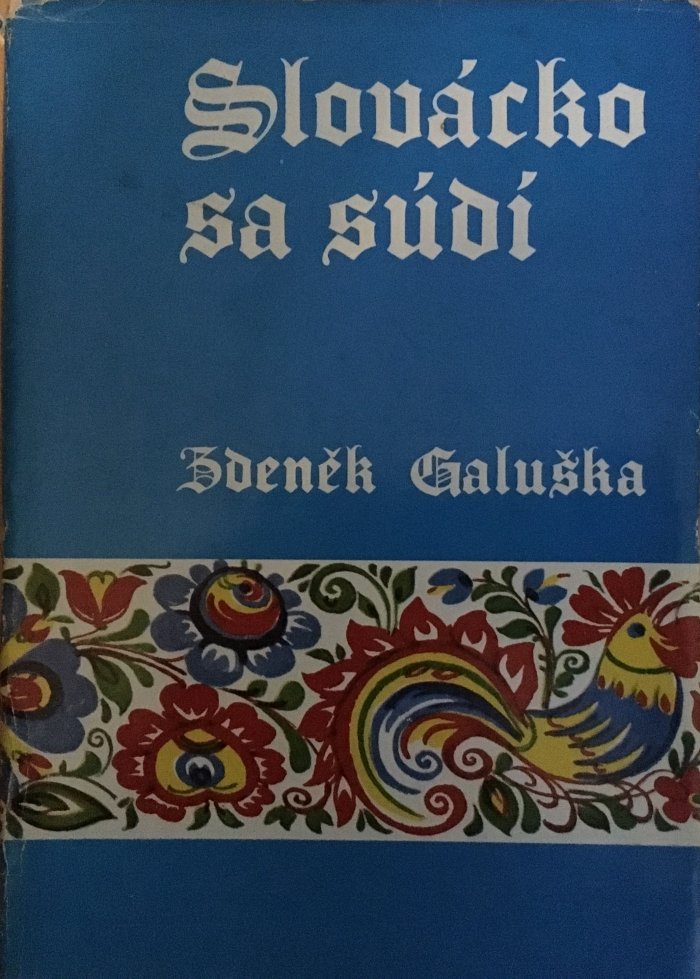 Slovácko
sa súdí
Zdeněk Galuška